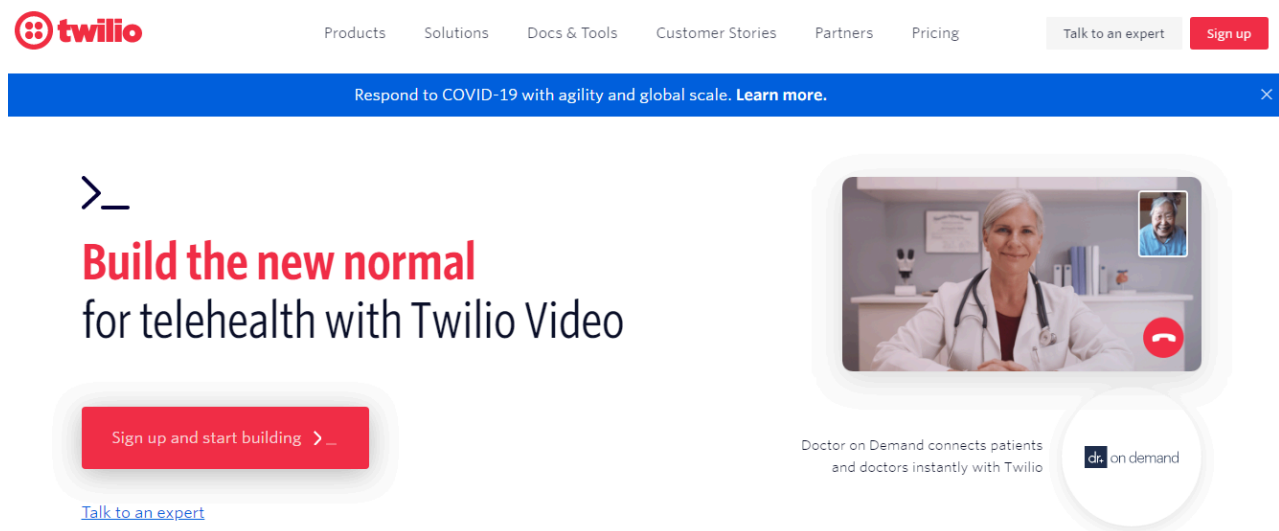 twilio
Products Solutions Docs & Tools Customer Stories Partners Pricing Talk to an expert Sign up
Respond to COVID-19 with agility and global scale. Learn more.
Build the new normal
for telehealth with Twilio Video
Sign up and start building
Talk to an expert
Doctor on Demand connects patients
and doctors instantly with Twilio
dr+ on demand